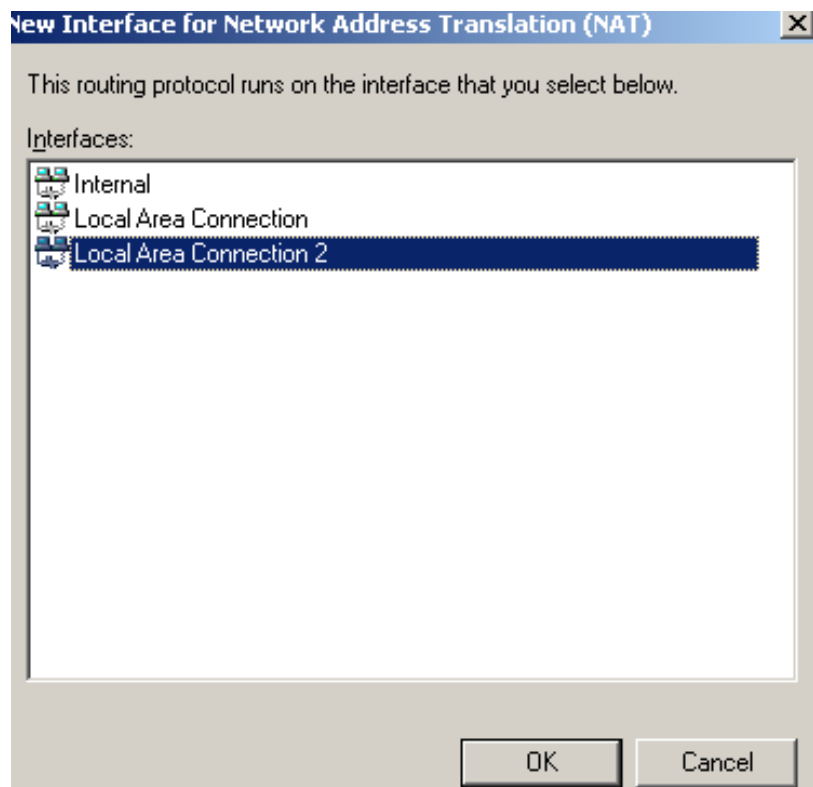 New Interface for Network Address Translation (NAT)
This routing protocol runs on the interface that you select below.
Interfaces:
Internal
Local Area Connection
Local Area Connection 2
OK Cancel